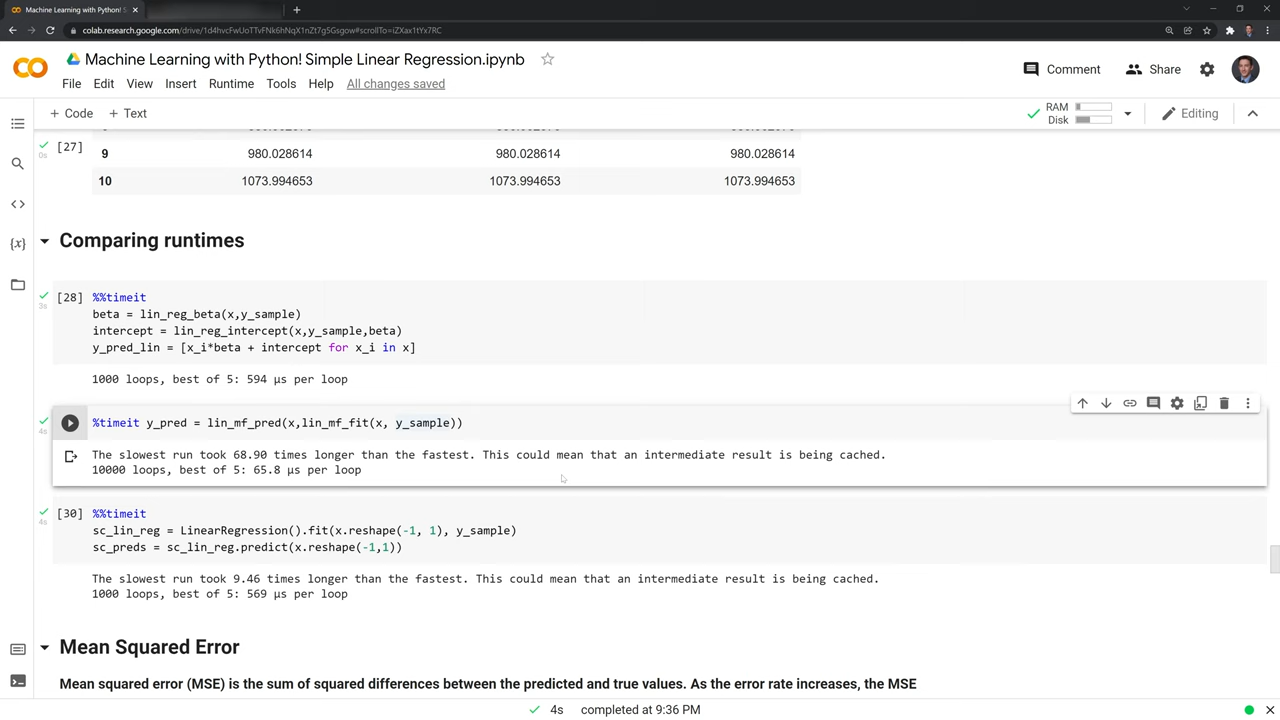 Machine Learning with Python! Sim
colab.research.google.com/drive/1d4hvcFwUoTTvFNk6hNqX1nZt7g5Gsgow#scrollTo=iZXax1tYx7RC
Machine Learning with Python! Simple Linear Regression.ipynb
Comment
Share
File Edit View Insert Runtime Tools Help All changes saved
+ Code + Text
RAM
Disk
Editing
[27]
0s
9 980.028614 980.028614 980.028614
10 1073.994653 1073.994653 1073.994653
Comparing runtimes
[28] %%timeit
3s
beta = lin_reg_beta(x,y_sample)
intercept = lin_reg_intercept(x,y_sample,beta)
y_pred_lin = [x_i*beta + intercept for x_i in x]
1000 loops, best of 5: 594 µs per loop
%timeit y_pred = lin_mf_pred(x,lin_mf_fit(x, y_sample))
4s
The slowest run took 68.90 times longer than the fastest. This could mean that an intermediate result is being cached.
10000 loops, best of 5: 65.8 µs per loop
[30] %%timeit
4s
sc_lin_reg = LinearRegression().fit(x.reshape(-1, 1), y_sample)
sc_preds = sc_lin_reg.predict(x.reshape(-1,1))
The slowest run took 9.46 times longer than the fastest. This could mean that an intermediate result is being cached.
1000 loops, best of 5: 569 µs per loop
Mean Squared Error
Mean squared error (MSE) is the sum of squared differences between the predicted and true values. As the error rate increases, the MSE
4s completed at 9:36 PM